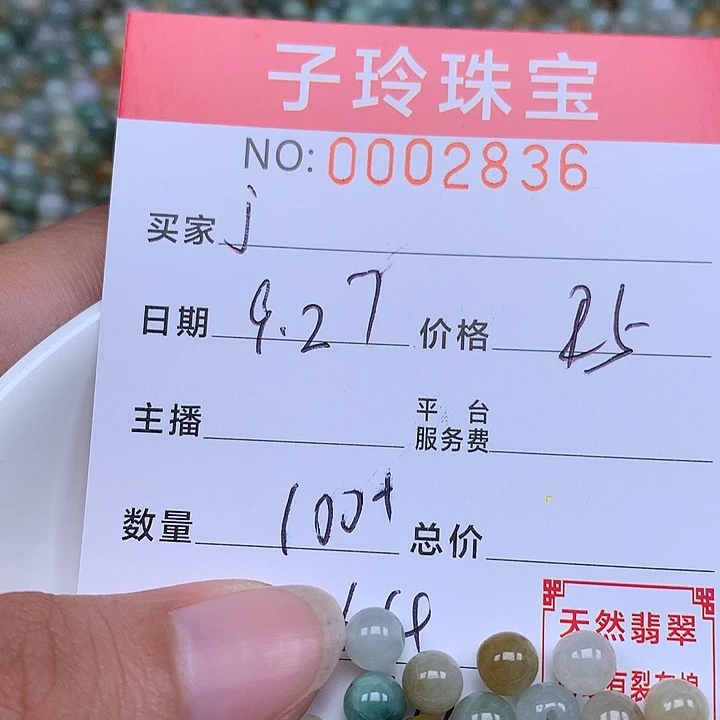 子玲珠宝
NO: 0002836
买家 j
日期 9.27 价格 25
主播 平台服务费
数量 100+ 总价
天然翡翠